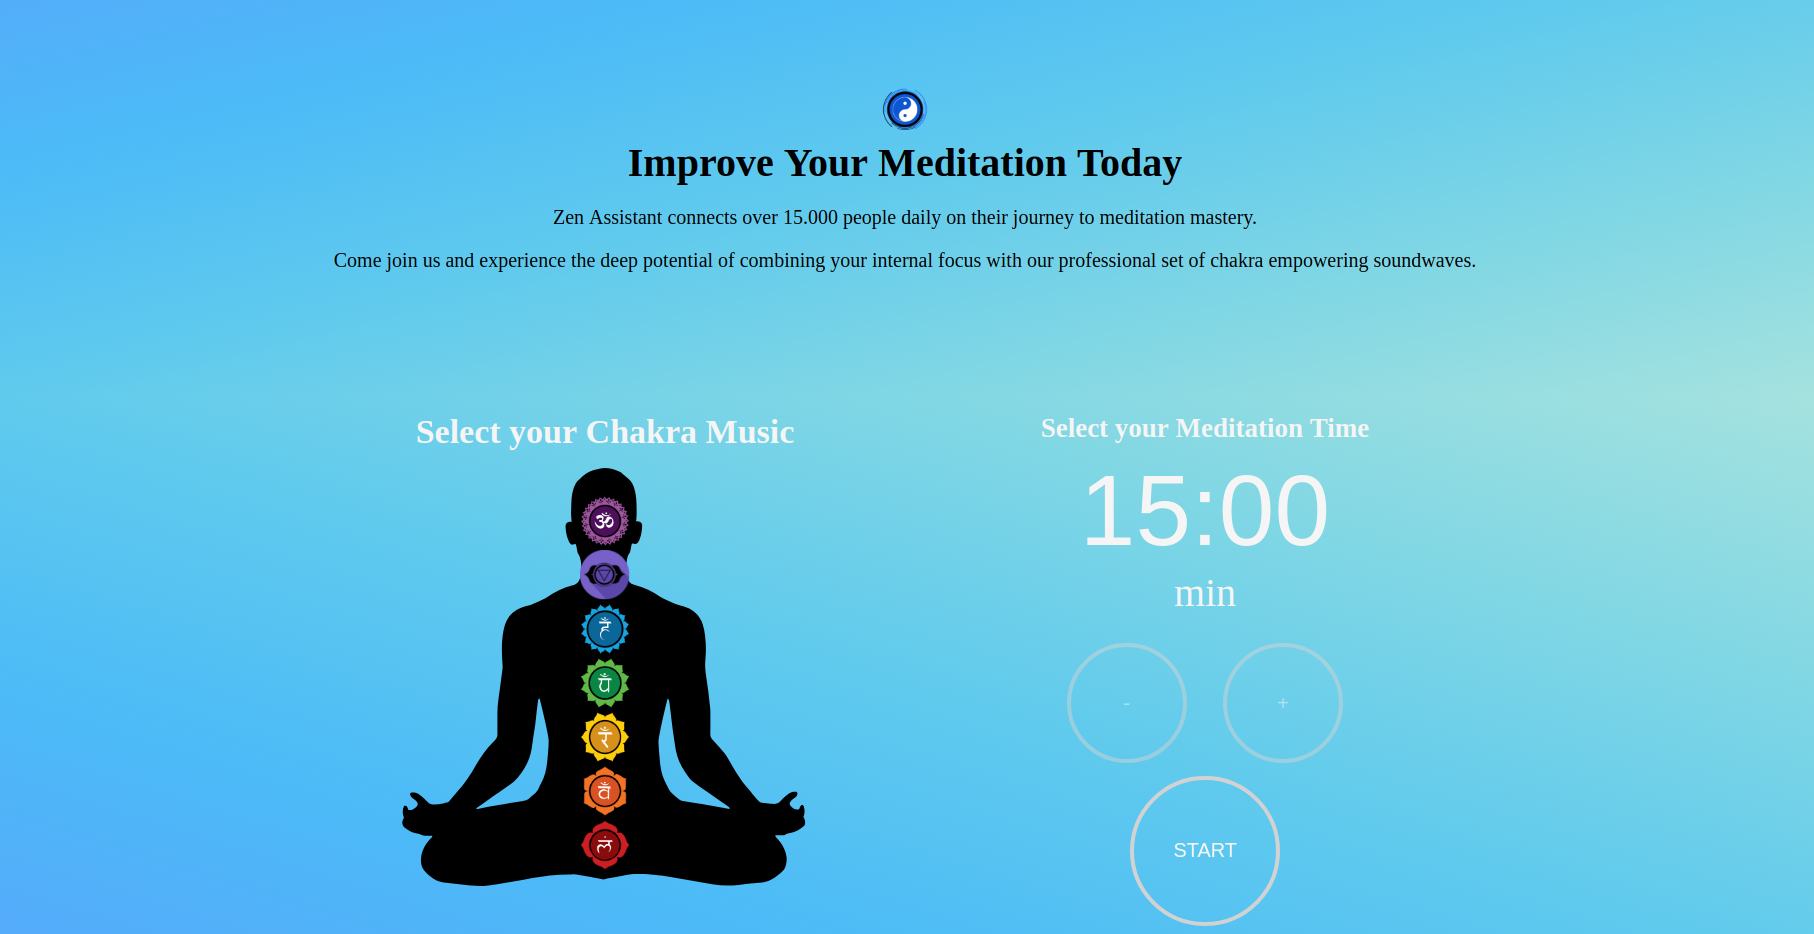 Improve Your Meditation Today
Zen Assistant connects over 15.000 people daily on their journey to meditation mastery.
Come join us and experience the deep potential of combining your internal focus with our professional set of chakra empowering soundwaves.
Select your Chakra Music
ॐ
हं
यं
रं
वं
लं
Select your Meditation Time
15:00
min
-
+
START